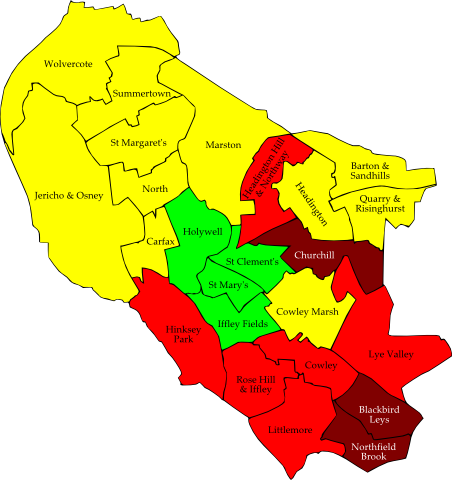 Wolvercote
Summertown
St Margaret's
Marston
Headington Hill
& Northway
Barton &
Sandhills
Jericho & Osney
North
Headington
Quarry &
Risinghurst
Holywell
Carfax
St Clement's
Churchill
St Mary's
Cowley Marsh
Iffley Fields
Hinksey
Park
Lye Valley
Cowley
Rose Hill
& Iffley
Blackbird
Leys
Littlemore
Northfield
Brook